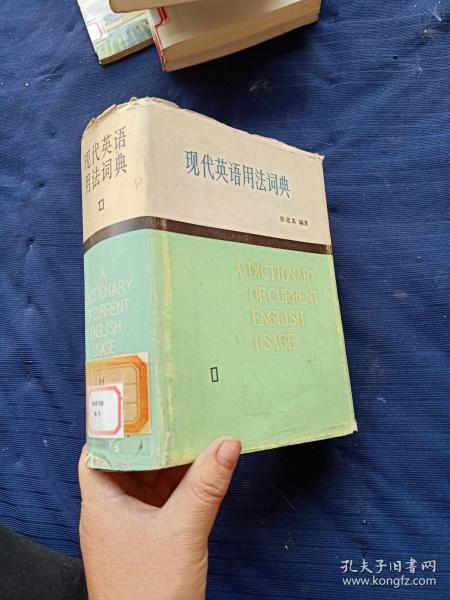 现代英语
用法词典
A
DICTIONARY
OF CURRENT
ENGLISH
USAGE
现代英语用法词典
张道真 编著
A DICTIONARY
OF CURRENT
ENGLISH
USAGE
孔夫子旧书网
www.kongfz.com